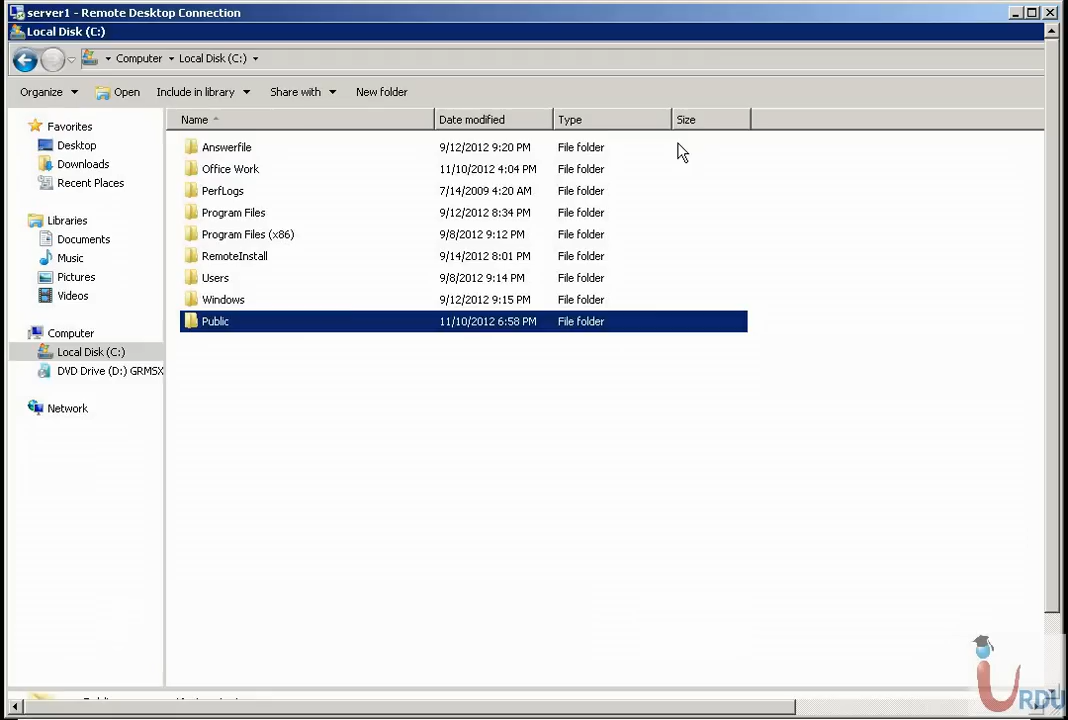 server1 - Remote Desktop Connection
Local Disk (C:)
Computer Local Disk (C:)
Organize Open Include in library Share with New folder
Name Date modified Type Size
Favorites
Desktop
Downloads
Recent Places
Libraries
Documents
Music
Pictures
Videos
Computer
Local Disk (C:)
DVD Drive (D:) GRMSX
Network
Answerfile 9/12/2012 9:20 PM File folder
Office Work 11/10/2012 4:04 PM File folder
PerfLogs 7/14/2009 4:20 AM File folder
Program Files 9/12/2012 8:34 PM File folder
Program Files (x86) 9/8/2012 9:12 PM File folder
RemoteInstall 9/14/2012 8:01 PM File folder
Users 9/8/2012 9:14 PM File folder
Windows 9/12/2012 9:15 PM File folder
Public 11/10/2012 6:58 PM File folder
iURDU